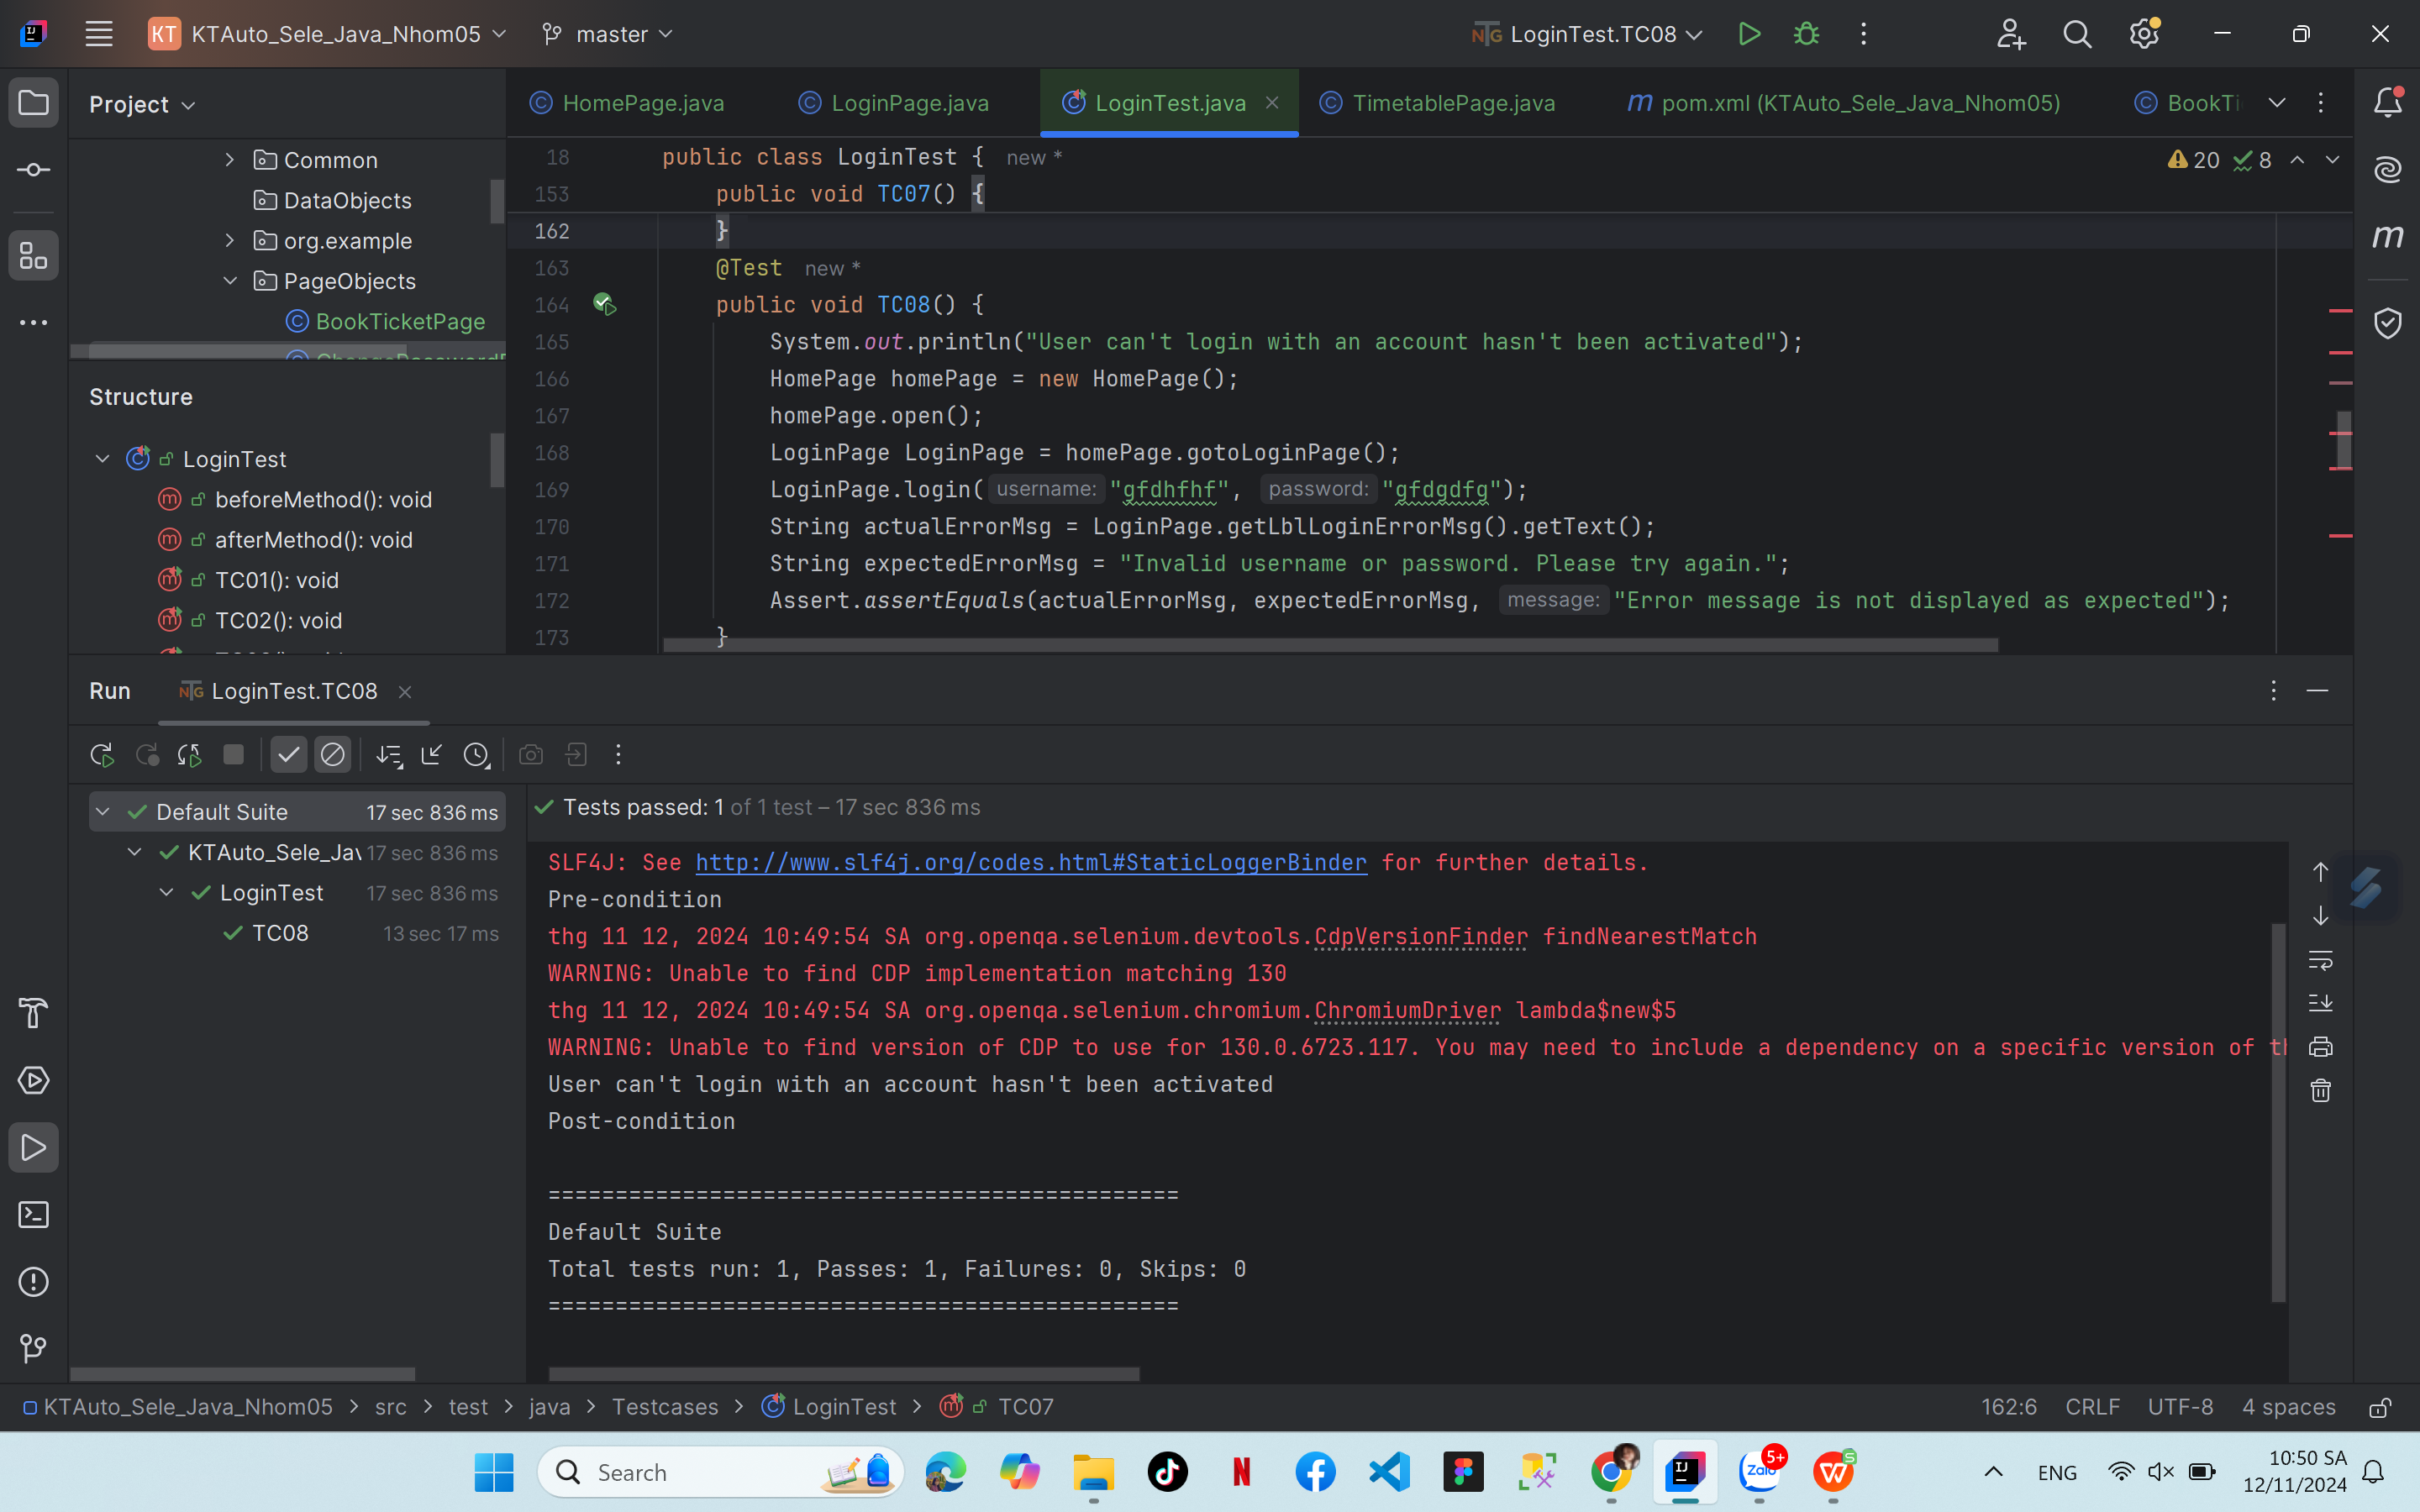 KT KTAuto_Sele_Java_Nhom05 master LoginTest.TC08
Project
HomePage.java LoginPage.java LoginTest.java TimetablePage.java pom.xml (KTAuto_Sele_Java_Nhom05) BookTi
Common
DataObjects
org.example
PageObjects
BookTicketPage
Structure
LoginTest
beforeMethod(): void
afterMethod(): void
TC01(): void
TC02(): void
20 8
18 public class LoginTest { new *
153 public void TC07() {
162 }
163 @Test new *
164 public void TC08() {
165 System.out.println("User can't login with an account hasn't been activated");
166 HomePage homePage = new HomePage();
167 homePage.open();
168 LoginPage LoginPage = homePage.gotoLoginPage();
169 LoginPage.login( username: "gfdhfhf", password: "gfdgdfg");
170 String actualErrorMsg = LoginPage.getLblLoginErrorMsg().getText();
171 String expectedErrorMsg = "Invalid username or password. Please try again.";
172 Assert.assertEquals(actualErrorMsg, expectedErrorMsg, message: "Error message is not displayed as expected");
173 }
Run LoginTest.TC08
Default Suite 17 sec 836 ms
KTAuto_Sele_Jav 17 sec 836 ms
LoginTest 17 sec 836 ms
TC08 13 sec 17 ms
Tests passed: 1 of 1 test – 17 sec 836 ms
SLF4J: See http://www.slf4j.org/codes.html#StaticLoggerBinder for further details.
Pre-condition
thg 11 12, 2024 10:49:54 SA org.openqa.selenium.devtools.CdpVersionFinder findNearestMatch
WARNING: Unable to find CDP implementation matching 130
thg 11 12, 2024 10:49:54 SA org.openqa.selenium.chromium.ChromiumDriver lambda$new$5
WARNING: Unable to find version of CDP to use for 130.0.6723.117. You may need to include a dependency on a specific version of th
User can't login with an account hasn't been activated
Post-condition
===============================================
Default Suite
Total tests run: 1, Passes: 1, Failures: 0, Skips: 0
===============================================
KTAuto_Sele_Java_Nhom05 > src > test > java > Testcases > LoginTest > TC07 162:6 CRLF UTF-8 4 spaces
Search
Zalo 5+
ENG
10:50 SA
12/11/2024